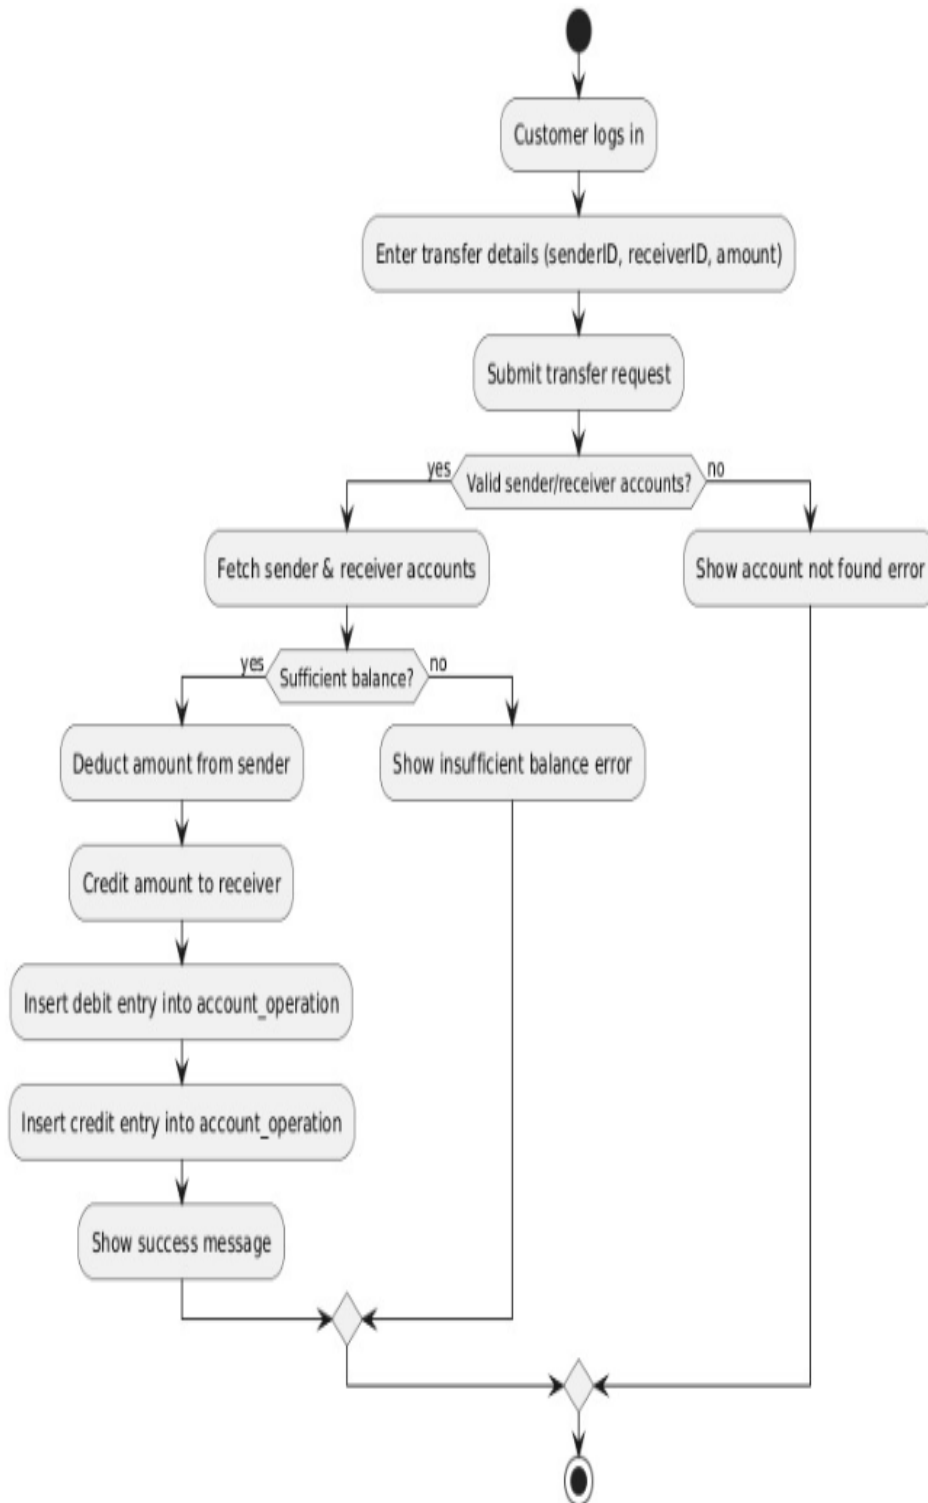 Customer logs in
Enter transfer details (senderID, receiverID, amount)
Submit transfer request
yes
Valid sender/receiver accounts?
no
Fetch sender & receiver accounts
Show account not found error
yes
Sufficient balance?
no
Deduct amount from sender
Show insufficient balance error
Credit amount to receiver
Insert debit entry into account_operation
Insert credit entry into account_operation
Show success message